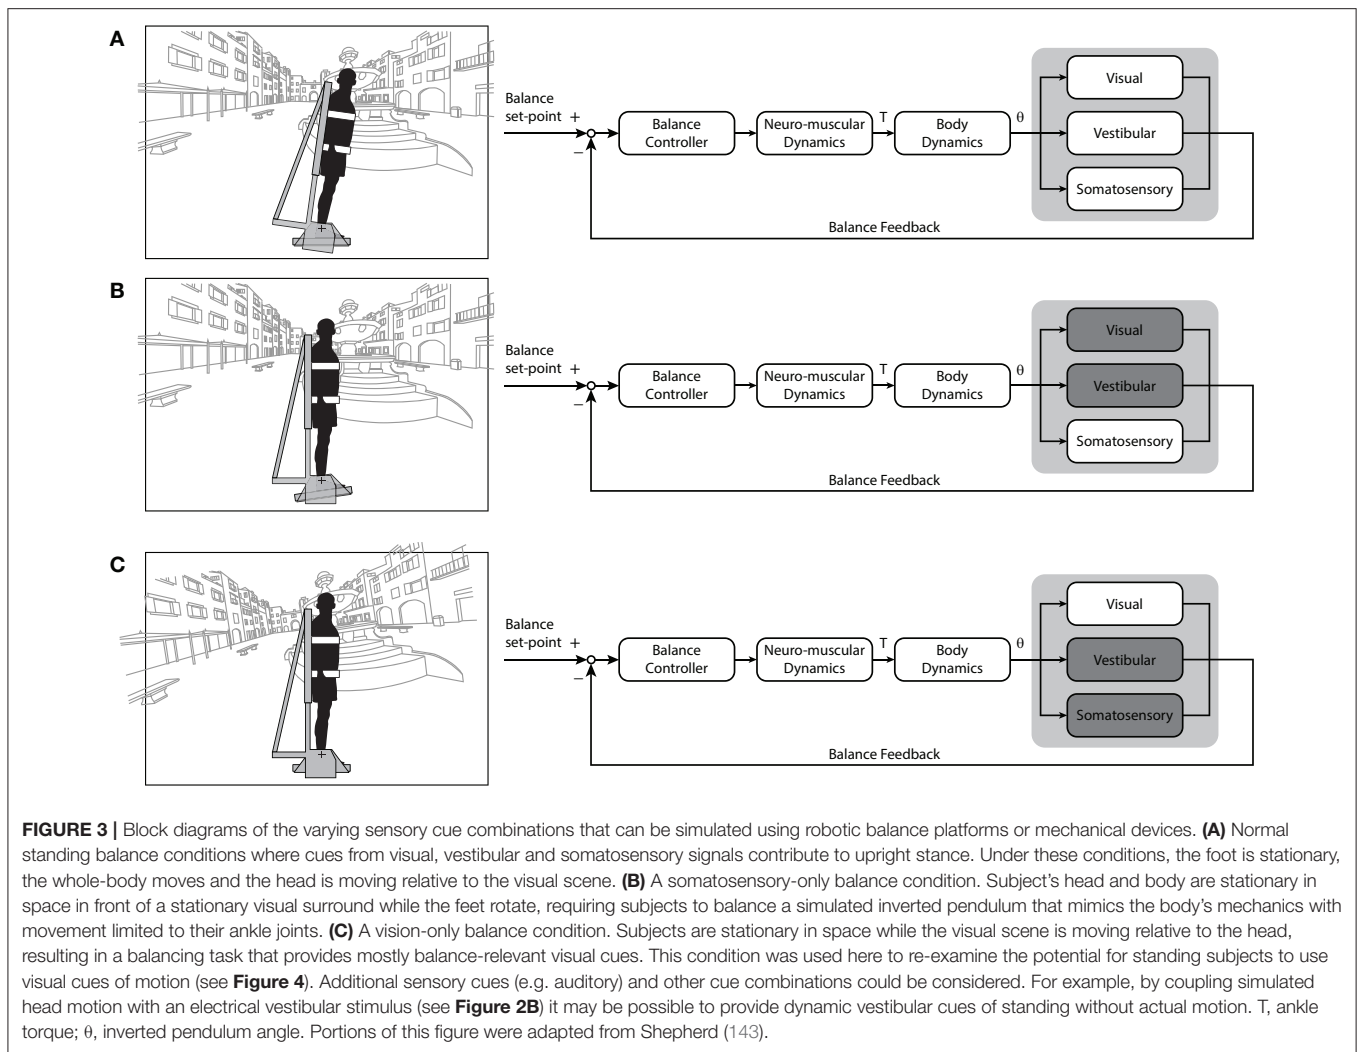 A
Balance
set-point
+
−
Balance
Controller
Neuro-muscular
Dynamics
T
Body
Dynamics
θ
Visual
Vestibular
Somatosensory
Balance Feedback
B
Balance
set-point
+
−
Balance
Controller
Neuro-muscular
Dynamics
T
Body
Dynamics
θ
Visual
Vestibular
Somatosensory
Balance Feedback
C
Balance
set-point
+
−
Balance
Controller
Neuro-muscular
Dynamics
T
Body
Dynamics
θ
Visual
Vestibular
Somatosensory
Balance Feedback
FIGURE 3 | Block diagrams of the varying sensory cue combinations that can be simulated using robotic balance platforms or mechanical devices. (A) Normal
standing balance conditions where cues from visual, vestibular and somatosensory signals contribute to upright stance. Under these conditions, the foot is stationary,
the whole-body moves and the head is moving relative to the visual scene. (B) A somatosensory-only balance condition. Subject's head and body are stationary in
space in front of a stationary visual surround while the feet rotate, requiring subjects to balance a simulated inverted pendulum that mimics the body's mechanics with
movement limited to their ankle joints. (C) A vision-only balance condition. Subjects are stationary in space while the visual scene is moving relative to the head,
resulting in a balancing task that provides mostly balance-relevant visual cues. This condition was used here to re-examine the potential for standing subjects to use
visual cues of motion (see Figure 4). Additional sensory cues (e.g. auditory) and other cue combinations could be considered. For example, by coupling simulated
head motion with an electrical vestibular stimulus (see Figure 2B) it may be possible to provide dynamic vestibular cues of standing without actual motion. T, ankle
torque; θ, inverted pendulum angle. Portions of this figure were adapted from Shepherd (143).